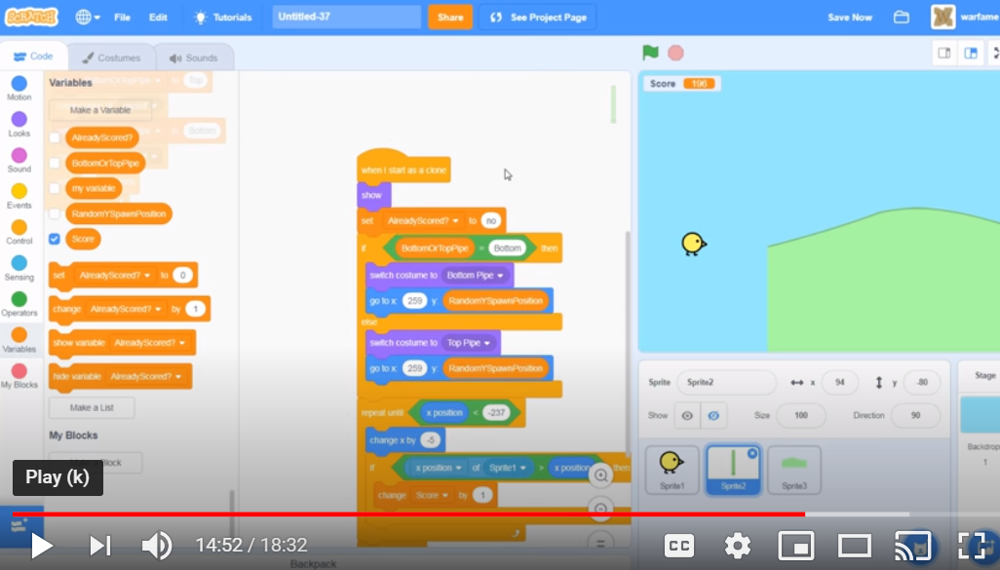 SCRATCH File Edit Tutorials Untitled-37 Share See Project Page Save Now warfame
Code Costumes Sounds
Motion
Looks
Sound
Events
Control
Sensing
Operators
Variables
My Blocks
Variables
Make a Variable
AlreadyScored?
BottomOrTopPipe
my variable
RandomYSpawnPosition
Score
set AlreadyScored? to 0
change AlreadyScored? by 1
show variable AlreadyScored?
hide variable AlreadyScored?
Make a List
My Blocks
Block
Top
Bottom
when I start as a clone
show
set AlreadyScored? to no
if BottomOrTopPipe = Bottom then
switch costume to Bottom Pipe
go to x: 259 y: RandomYSpawnPosition
else
switch costume to Top Pipe
go to x: 259 y: RandomYSpawnPosition
repeat until x position < -237
change x by -5
if x position of Sprite1 > x position then
change Score by 1
Score 196
Sprite Sprite2 x 94 y -80
Show Size 100 Direction 90
Sprite1 Sprite2 Sprite3
Stage
Backdrop
1
Play (k)
14:52 / 18:32
CC
Backpack